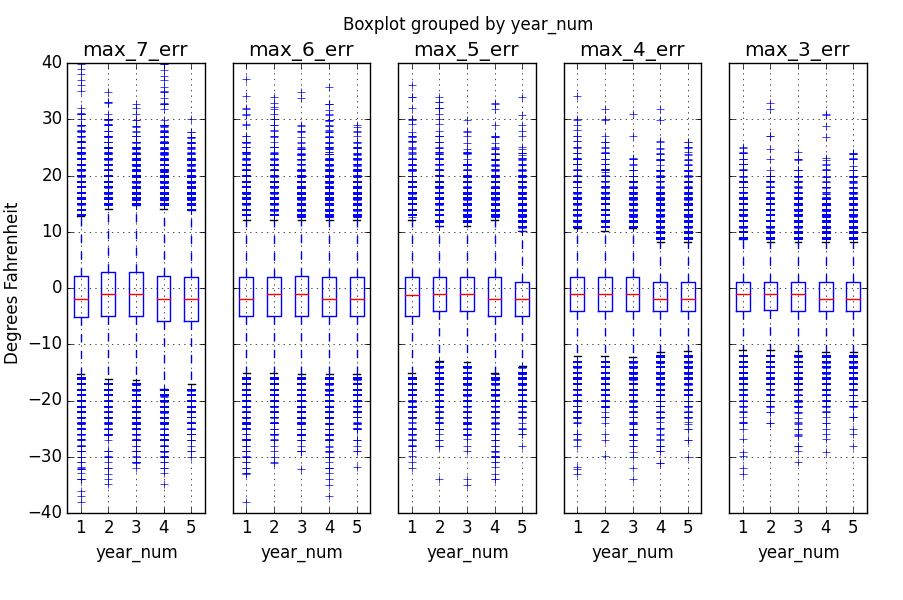 Boxplot grouped by year_num
max_7_err max_6_err max_5_err max_4_err max_3_err
Degrees Fahrenheit
40
30
20
10
0
−10
−20
−30
−40
1 2 3 4 5 1 2 3 4 5 1 2 3 4 5 1 2 3 4 5 1 2 3 4 5
year_num year_num year_num year_num year_num